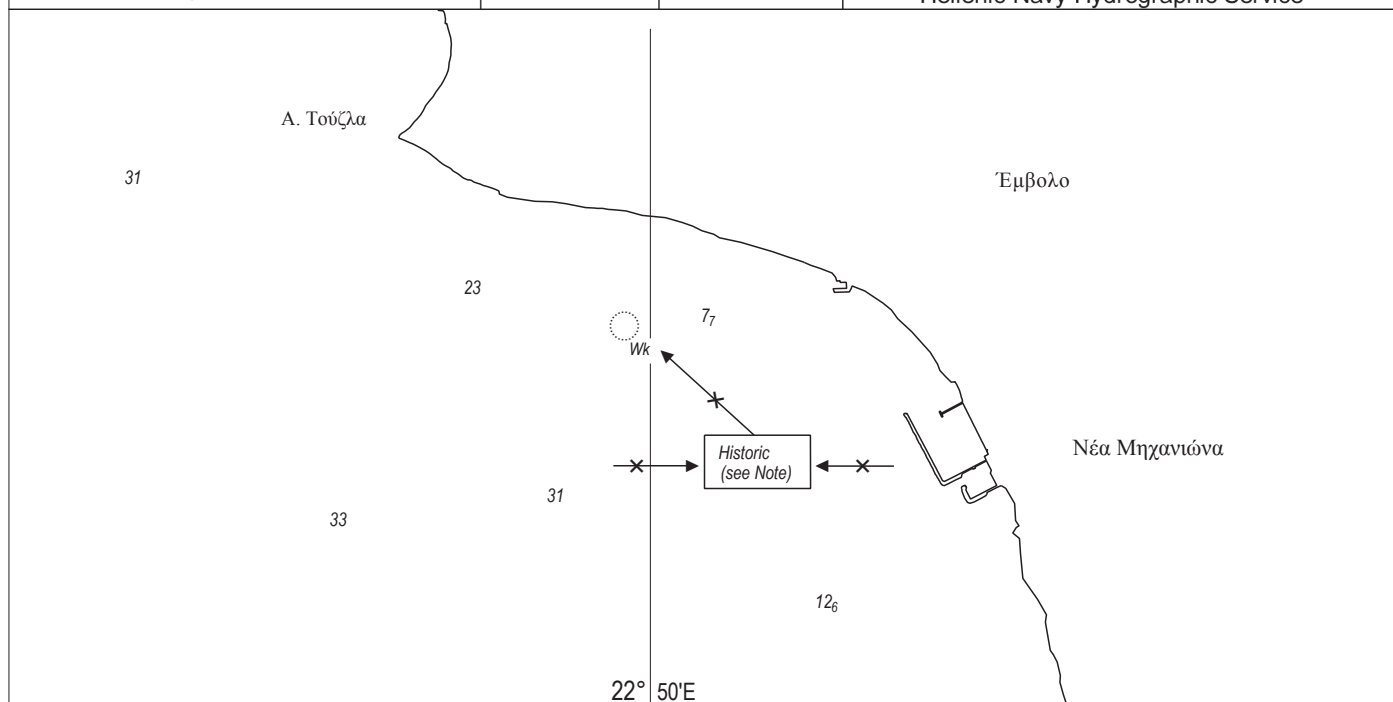 Hellenic Navy Hydrographic Service
Α. Τούζλα
31
Έμβολο
23
7₇
Wk
Historic
(see Note)
Νέα Μηχανιώνα
31
33
12₆
22° 50'E